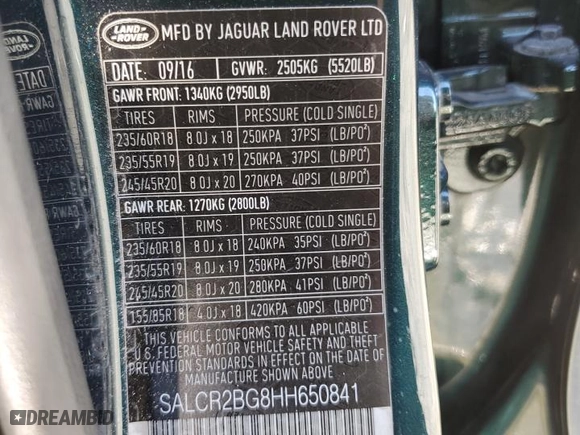 LAND ROVER MFD BY JAGUAR LAND ROVER LTD
DATE: 09/16 GVWR: 2505KG (5520LB)
GAWR FRONT: 1340KG (2950LB)
TIRES RIMS PRESSURE (COLD SINGLE)
235/60R18 8.0J x 18 250KPA 37PSI (LB/PO²)
235/55R19 8.0J x 19 250KPA 37PSI (LB/PO²)
245/45R20 8.0J x 20 270KPA 40PSI (LB/PO²)
GAWR REAR: 1270KG (2800LB)
TIRES RIMS PRESSURE (COLD SINGLE)
235/60R18 8.0J x 18 240KPA 35PSI (LB/PO²)
235/55R19 8.0J x 19 250KPA 37PSI (LB/PO²)
245/45R20 8.0J x 20 280KPA 41PSI (LB/PO²)
155/85R18 4.0J x 18 420KPA 60PSI (LB/PO²)
THIS VEHICLE CONFORMS TO ALL APPLICABLE
U.S. FEDERAL MOTOR VEHICLE SAFETY AND THEFT
PREVENTION STANDARDS IN EFFECT ON THE DATE OF
MANUFACTURE SHOWN ABOVE
SALCR2BG8HH650841
AUTOHELPERBOT.COM